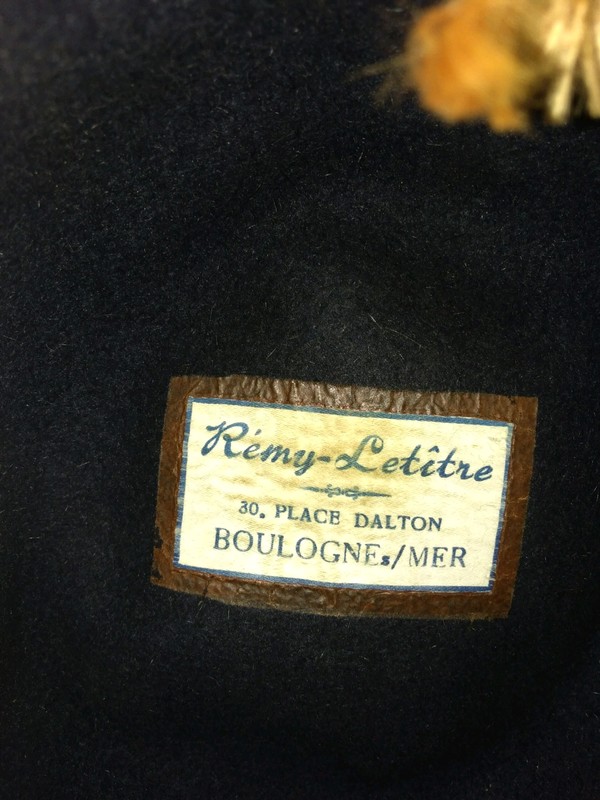 Rémy-Letître
30. PLACE DALTON
BOULOGNEs/MER